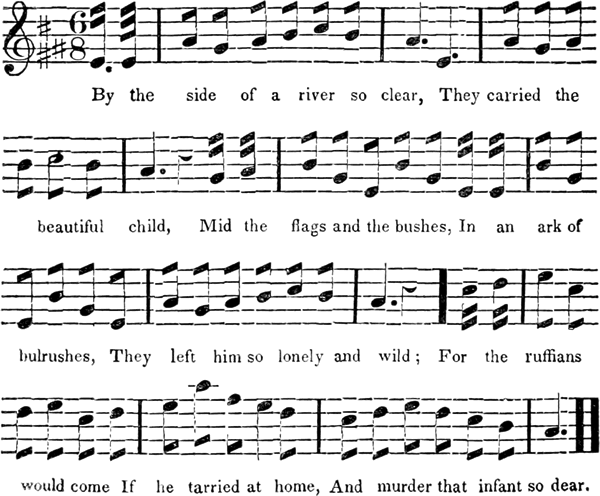 6
8
By the side of a river so clear, They carried the
beautiful child, Mid the flags and the bushes, In an ark of
bulrushes, They left him so lonely and wild; For the ruffians
would come If he tarried at home, And murder that infant so dear.